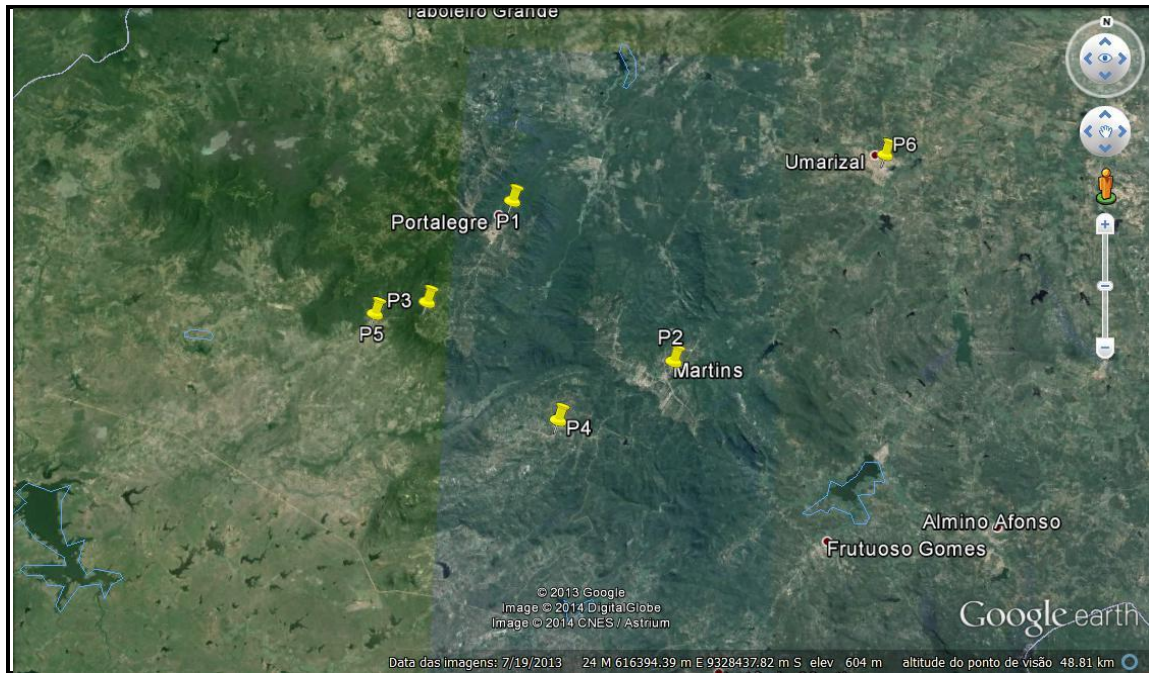 Taboleiro Grande
N
P6
Umarizal
Portalegre P1
P3
P5
P2
Martins
P4
Almino Afonso
Frutuoso Gomes
© 2013 Google
Image © 2014 DigitalGlobe
Image © 2014 CNES / Astrium
Google earth
Data das imagens: 7/19/2013 24 M 616394.39 m E 9328437.82 m S elev 604 m altitude do ponto de visão 48.81 km